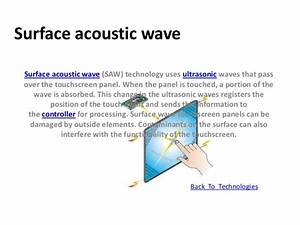 Surface acoustic wave
Surface acoustic wave (SAW) technology uses ultrasonic waves that pass
over the touchscreen panel. When the panel is touched, a portion of the
wave is absorbed. This change in the ultrasonic waves registers the
position of the touch and sends this information to
the controller for processing. Surface wave touchscreen panels can be
damaged by outside elements. Contaminants on the surface can also
interfere with the functionality of the touchscreen.
Back To Technologies